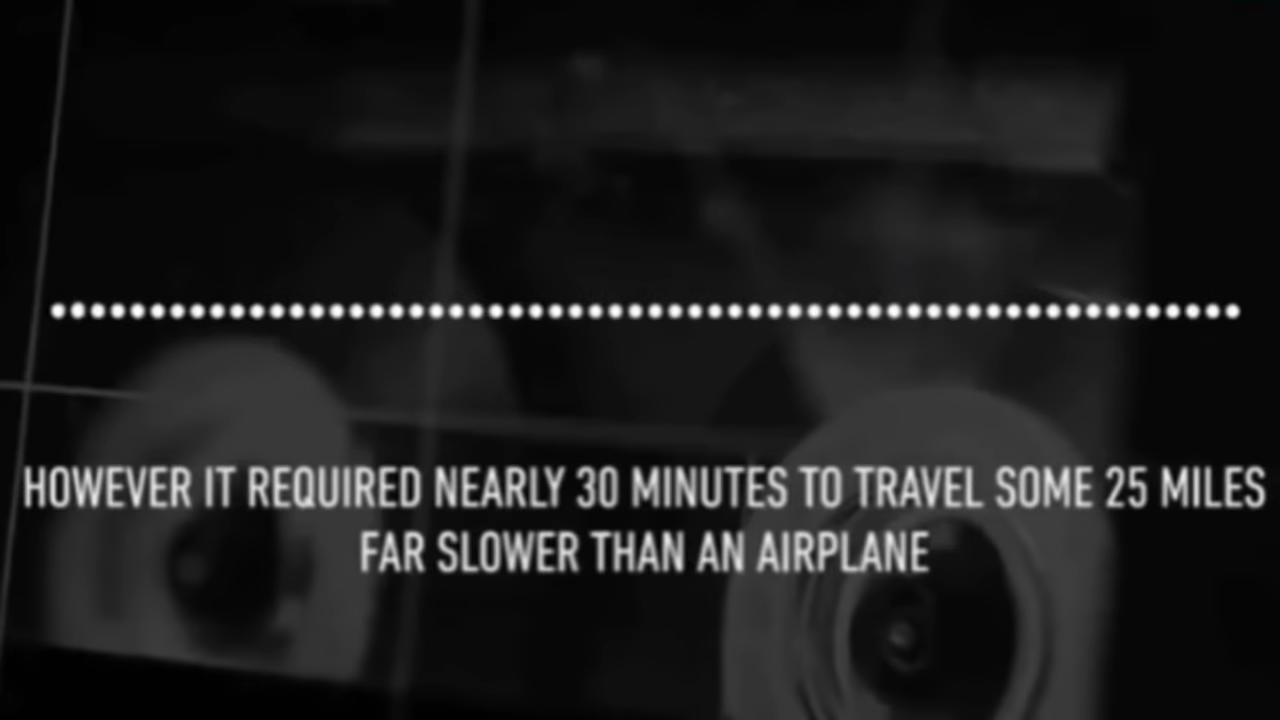 HOWEVER IT REQUIRED NEARLY 30 MINUTES TO TRAVEL SOME 25 MILES
FAR SLOWER THAN AN AIRPLANE